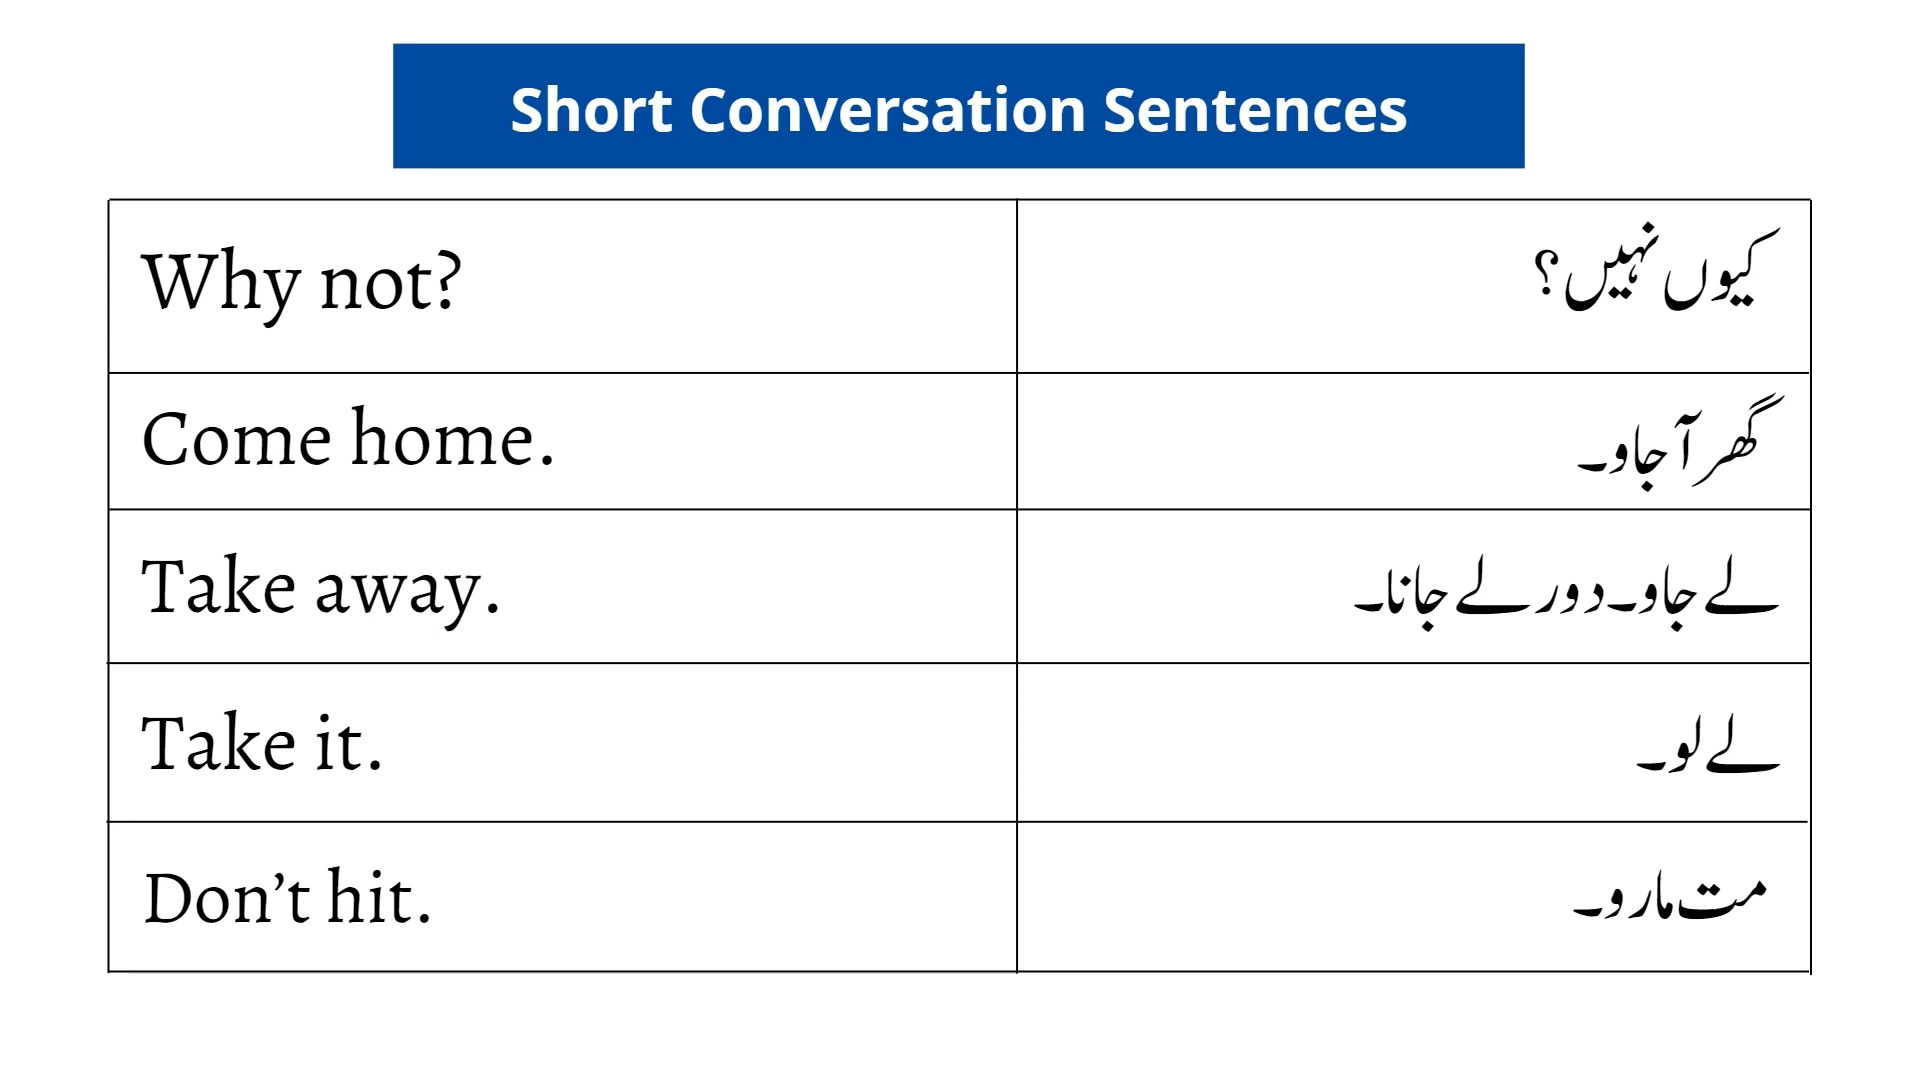 Short Conversation Sentences
Why not?
کیوں نہیں؟
Come home.
گھر آ جاو۔
Take away.
لے جاو۔ دور لے جانا۔
Take it.
لے لو۔
Don’t hit.
مت مارو۔